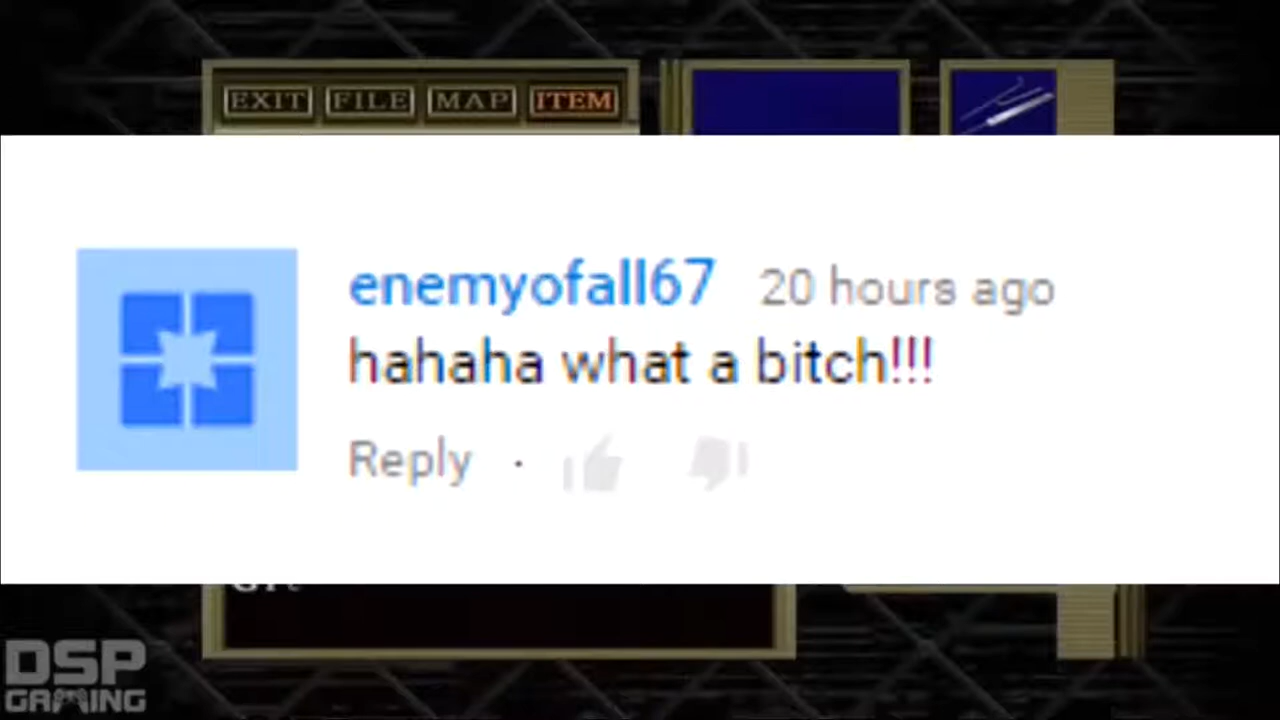 EXIT FILE MAP ITEM
enemyofall67 20 hours ago
hahaha what a bitch!!!
Reply ·
DSP
GAMING